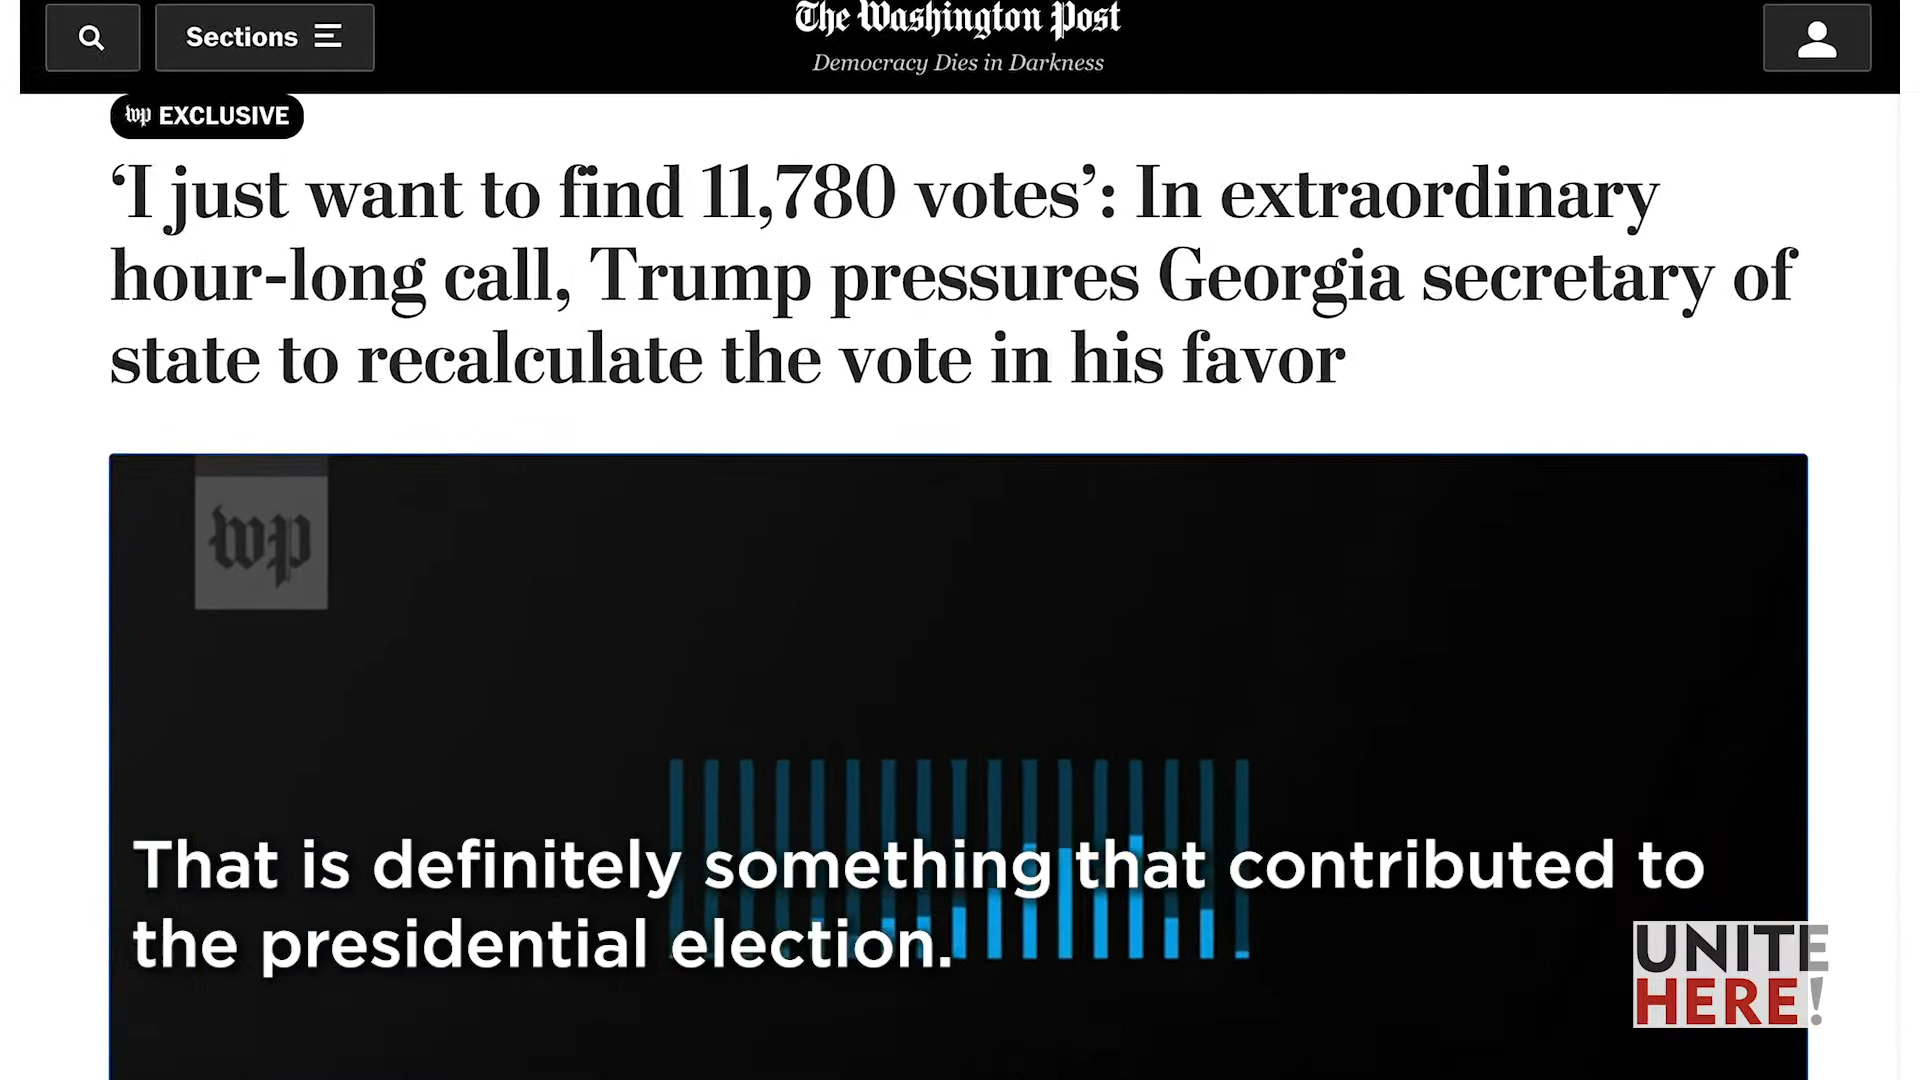 The Washington Post
Sections
Democracy Dies in Darkness
wp EXCLUSIVE
‘I just want to find 11,780 votes’: In extraordinary
hour-long call, Trump pressures Georgia secretary of
state to recalculate the vote in his favor
wp
That is definitely something that contributed to
the presidential election.
UNITE
HERE!